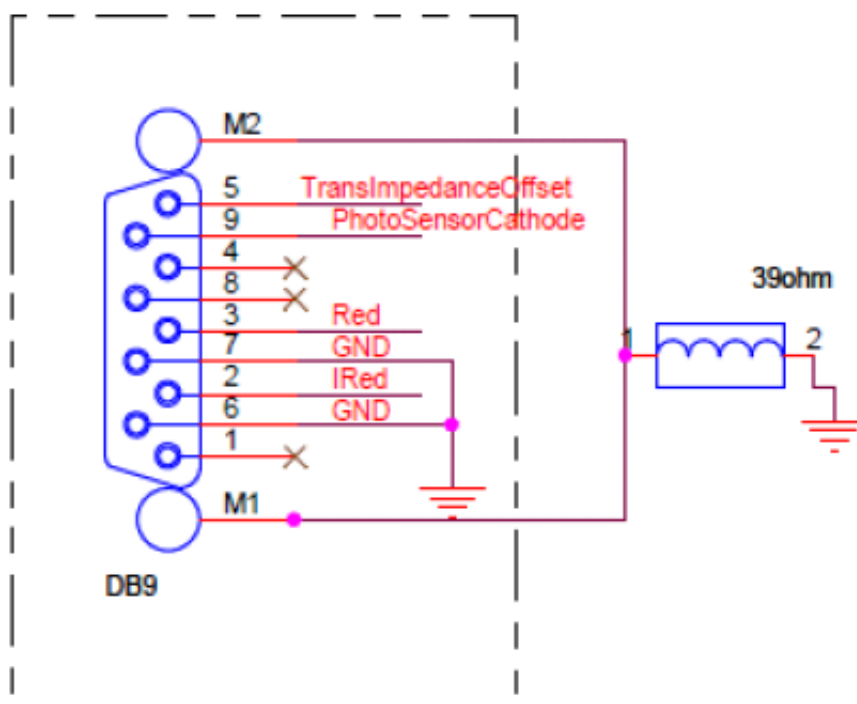 M2
5 TransImpedanceOffset
9 PhotoSensorCathode
4
8
39ohm
3 Red
1 2
7 GND
2 IRed
6 GND
1
M1
DB9